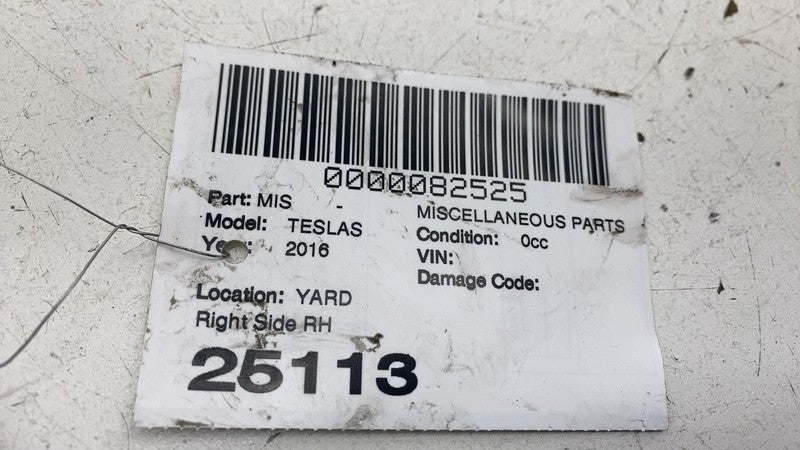 0000082525
Part: MIS - MISCELLANEOUS PARTS
Model: TESLAS Condition: 0cc
2016 VIN:
Damage Code:
Location: YARD
Right Side RH
25113